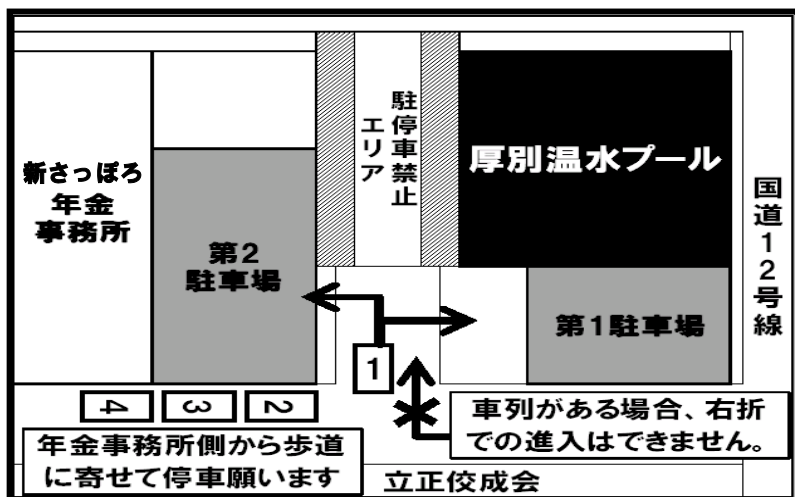 新さっぽろ
年金
事務所
第2
駐車場
駐停車禁止
エリア
厚別温水プール
第1駐車場
国道12号線
1
2
3
4
年金事務所側から歩道
に寄せて停車願います
車列がある場合、右折
での進入はできません。
立正佼成会